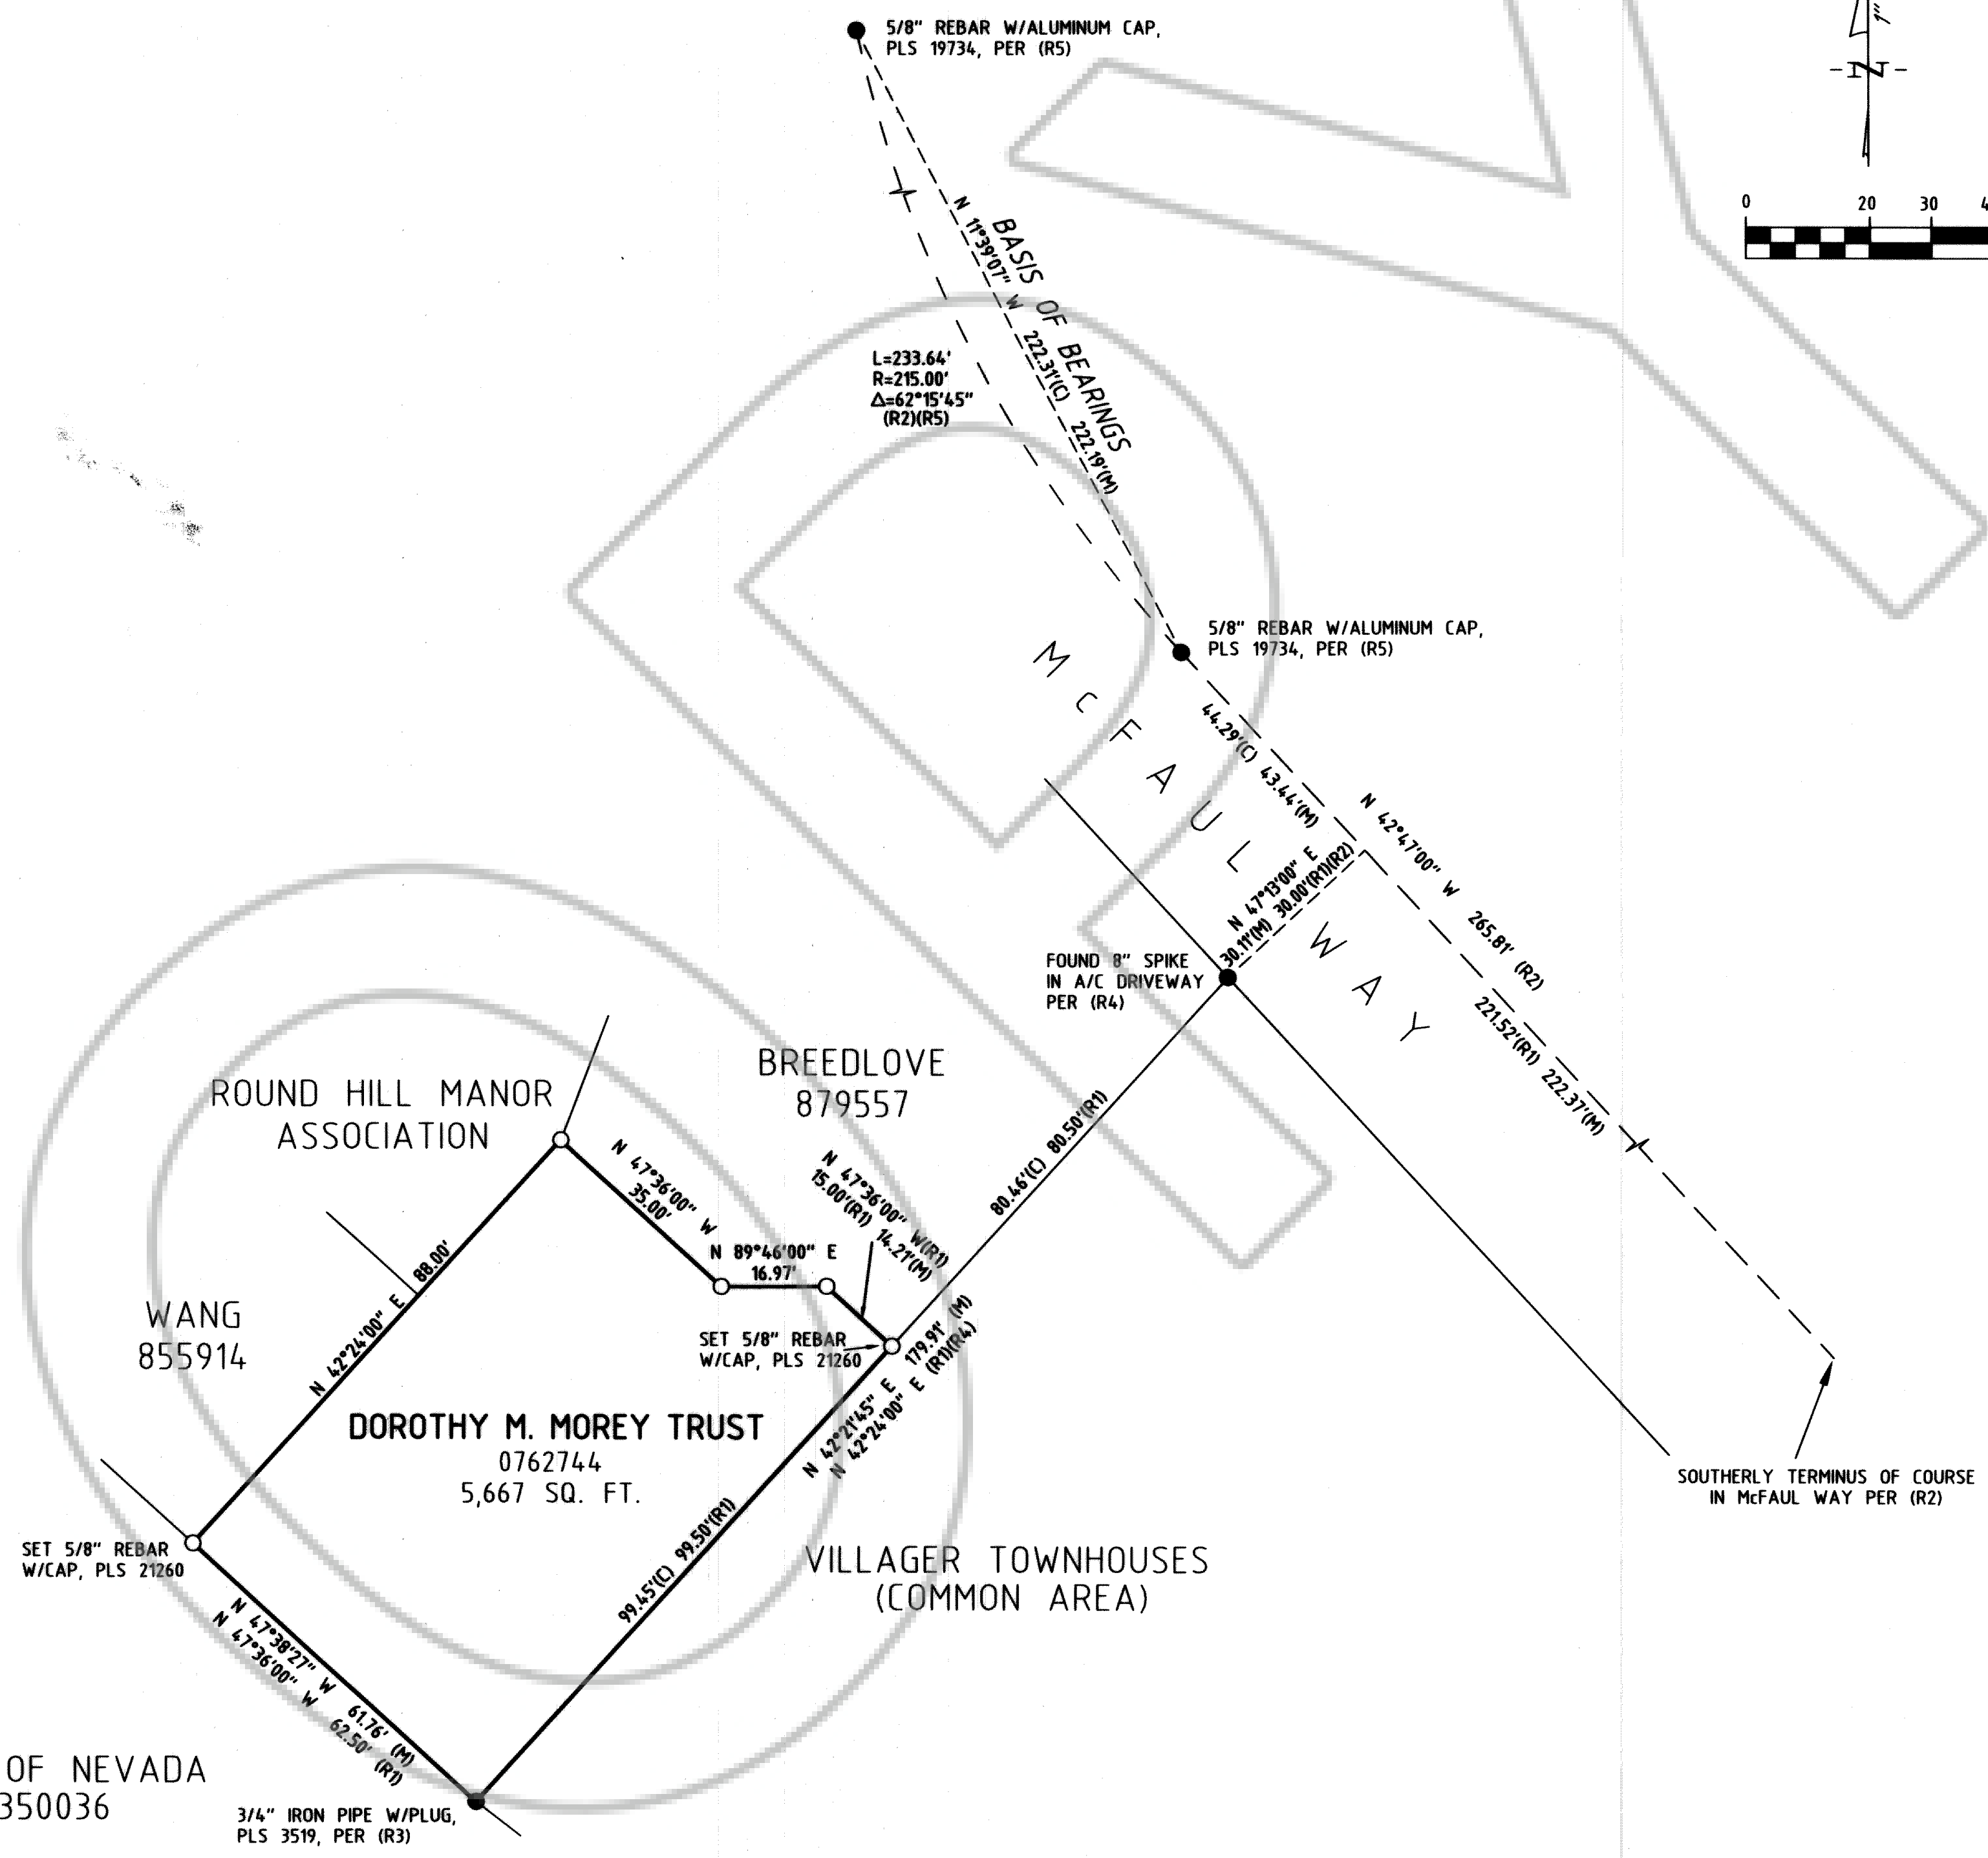 5/8" REBAR W/ALUMINUM CAP,
PLS 19734, PER (R5)
1"
N
0 20 30
BASIS OF BEARINGS
N 11°39'07" W 222.31'(C) 222.19'(M)
L=233.64'
R=215.00'
Δ=62°15'45"
(R2)(R5)
5/8" REBAR W/ALUMINUM CAP,
PLS 19734, PER (R5)
McFAUL WAY
44.29'(C) 43.44'(M)
N 42°47'00" W 265.81' (R2)
221.52'(R1) 222.37'(M)
N 47°13'00" E
30.11'(M) 30.00'(R1)(R2)
FOUND 8" SPIKE
IN A/C DRIVEWAY
PER (R4)
BREEDLOVE
879557
ROUND HILL MANOR
ASSOCIATION
80.46'(C) 80.50'(R1)
N 47°36'00" W
35.00'
N 47°36'00" W(R1)
15.00'(R1) 14.21'(M)
N 89°46'00" E
16.97'
N 42°24'00" E 88.00'
WANG
855914
SET 5/8" REBAR
W/CAP, PLS 21260
N 42°21'45" E 179.91' (M)
N 42°24'00" E (R1)(R4)
DOROTHY M. MOREY TRUST
0762744
5,667 SQ. FT.
SOUTHERLY TERMINUS OF COURSE
IN McFAUL WAY PER (R2)
99.45'(C) 99.50'(R1)
SET 5/8" REBAR
W/CAP, PLS 21260
VILLAGER TOWNHOUSES
(COMMON AREA)
N 47°38'27" W 61.76' (M)
N 47°36'00" W 62.50' (R1)
OF NEVADA
350036
3/4" IRON PIPE W/PLUG,
PLS 3519, PER (R3)